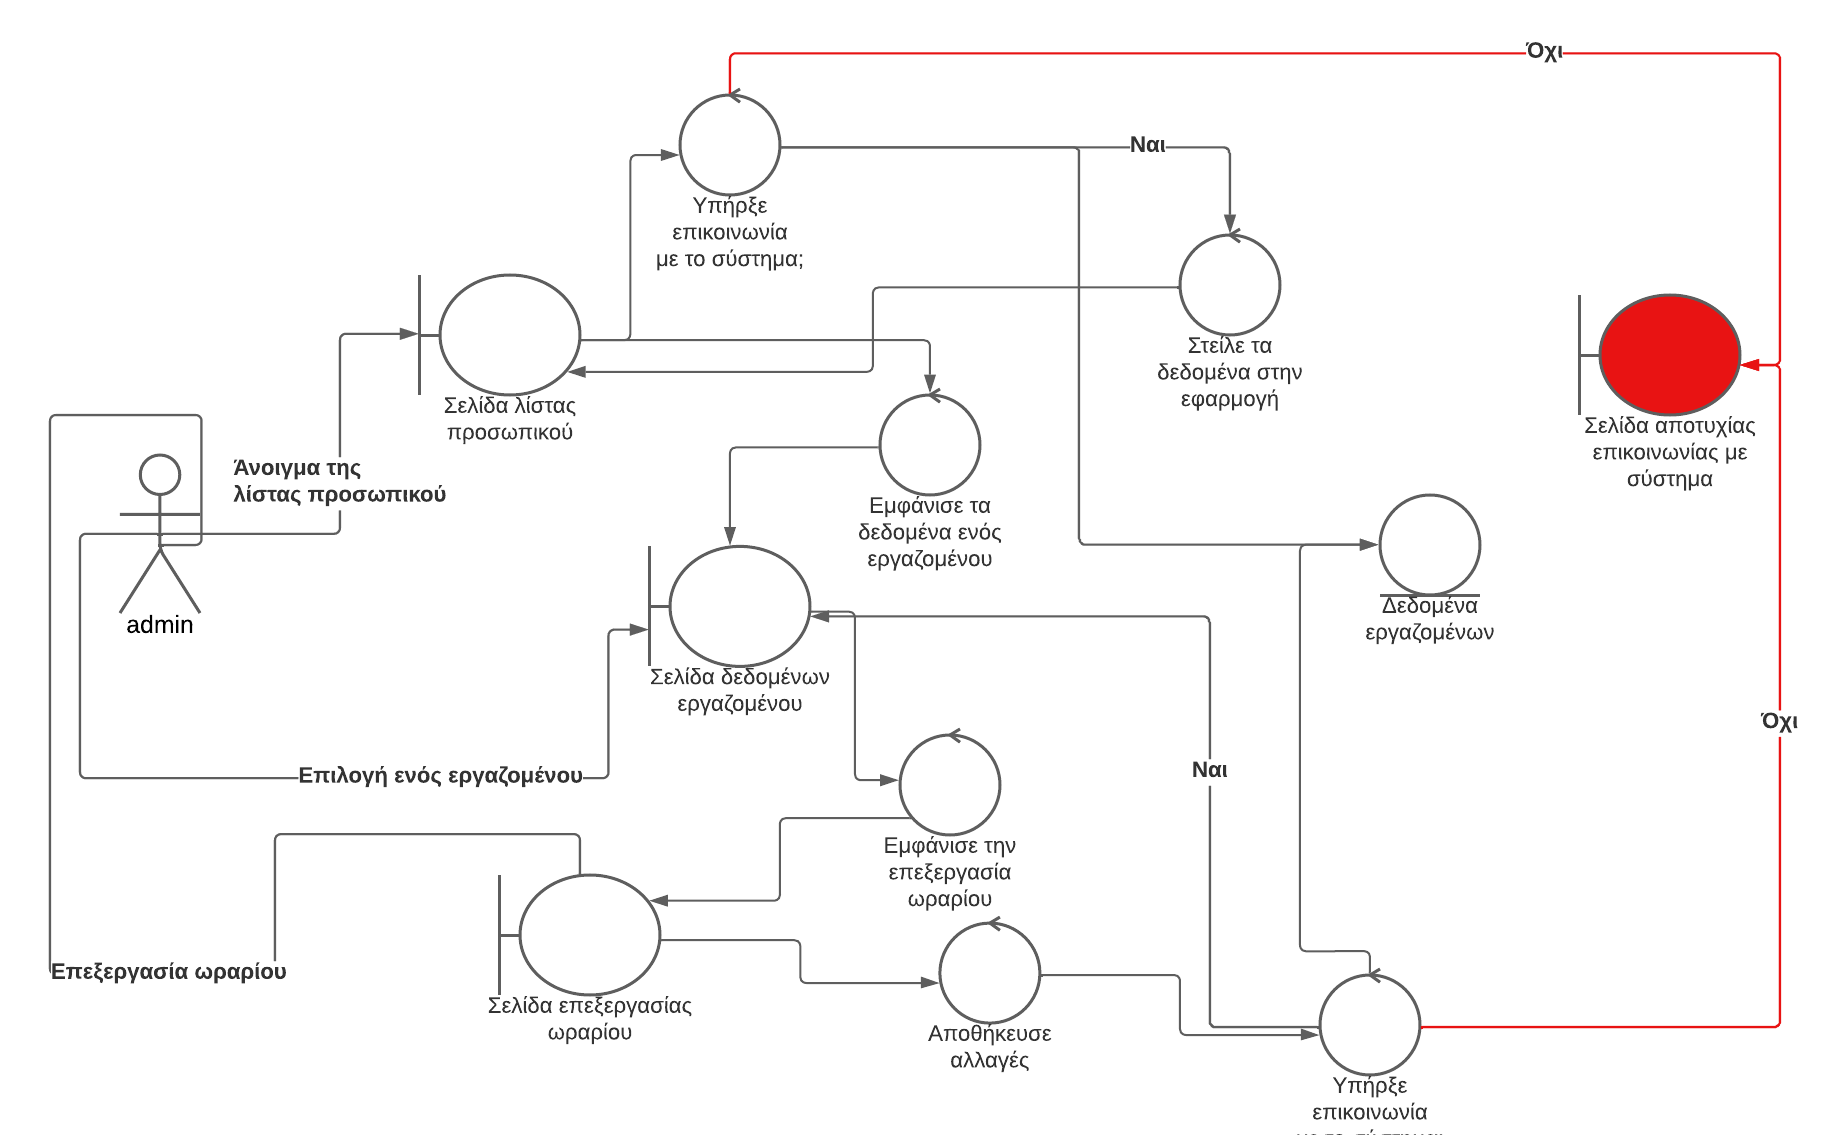 Όχι
Ναι
Υπήρξε
επικοινωνία
με το σύστημα;
Στείλε τα
δεδομένα στην
εφαρμογή
Σελίδα λίστας
προσωπικού
Σελίδα αποτυχίας
επικοινωνίας με
σύστημα
Άνοιγμα της
λίστας προσωπικού
Εμφάνισε τα
δεδομένα ενός
εργαζομένου
admin
Δεδομένα
εργαζομένων
Σελίδα δεδομένων
εργαζομένου
Όχι
Επιλογή ενός εργαζομένου
Ναι
Εμφάνισε την
επεξεργασία
ωραρίου
Επεξεργασία ωραρίου
Σελίδα επεξεργασίας
ωραρίου
Αποθήκευσε
αλλαγές
Υπήρξε
επικοινωνία